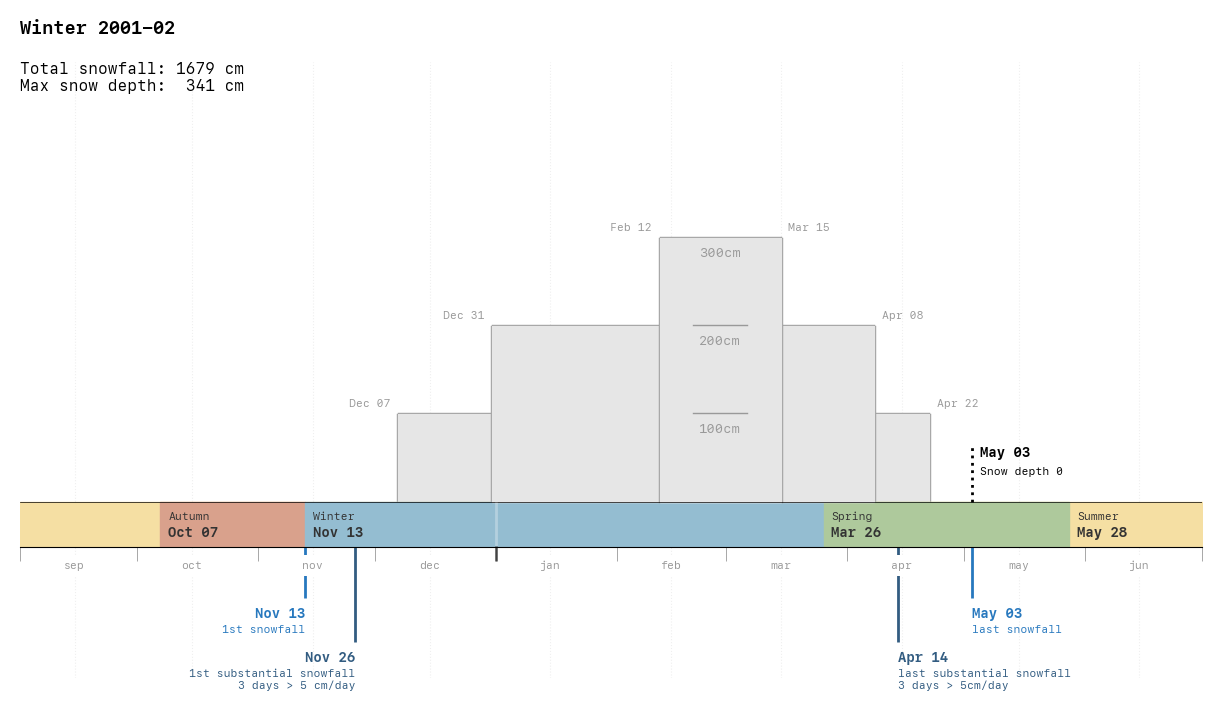 Winter 2001–02
Total snowfall: 1679 cm
Max snow depth:  341 cm
Feb 12
Mar 15
300cm
Dec 31
Apr 08
200cm
Dec 07
Apr 22
100cm
May 03
Snow depth 0
Autumn
Oct 07
Winter
Nov 13
Spring
Mar 26
Summer
May 28
sep oct nov dec jan feb mar apr may jun
Nov 13
1st snowfall
May 03
last snowfall
Nov 26
1st substantial snowfall
3 days > 5 cm/day
Apr 14
last substantial snowfall
3 days > 5cm/day